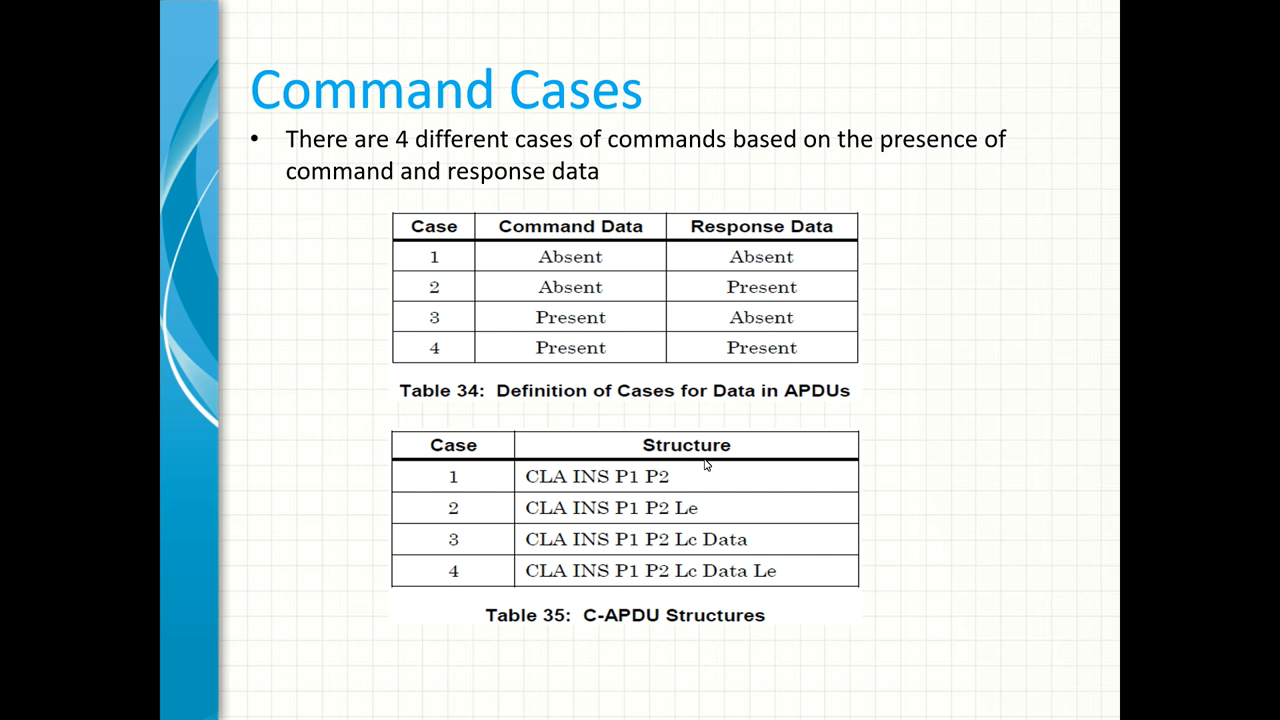 Command Cases
• There are 4 different cases of commands based on the presence of
command and response data
Case Command Data Response Data
1 Absent Absent
2 Absent Present
3 Present Absent
4 Present Present
Table 34: Definition of Cases for Data in APDUs
Case Structure
1 CLA INS P1 P2
2 CLA INS P1 P2 Le
3 CLA INS P1 P2 Lc Data
4 CLA INS P1 P2 Lc Data Le
Table 35: C-APDU Structures